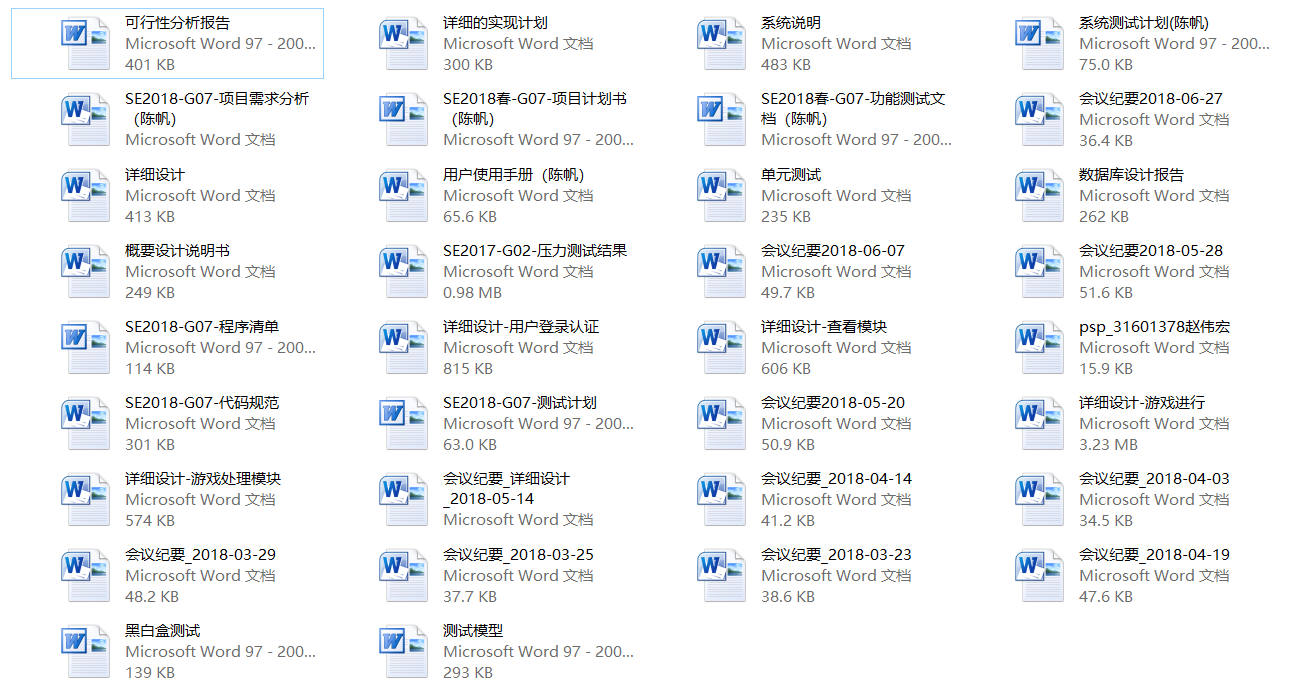 可行性分析报告
Microsoft Word 97 - 200...
401 KB
详细的实现计划
Microsoft Word 文档
300 KB
系统说明
Microsoft Word 文档
483 KB
系统测试计划(陈帆)
Microsoft Word 97 - 200...
75.0 KB
SE2018-G07-项目需求分析
（陈帆）
Microsoft Word 文档
SE2018春-G07-项目计划书
（陈帆）
Microsoft Word 97 - 200...
SE2018春-G07-功能测试文
档（陈帆）
Microsoft Word 97 - 200...
会议纪要2018-06-27
Microsoft Word 文档
36.4 KB
详细设计
Microsoft Word 文档
413 KB
用户使用手册（陈帆）
Microsoft Word 文档
65.6 KB
单元测试
Microsoft Word 文档
235 KB
数据库设计报告
Microsoft Word 文档
262 KB
概要设计说明书
Microsoft Word 文档
249 KB
SE2017-G02-压力测试结果
Microsoft Word 文档
0.98 MB
会议纪要2018-06-07
Microsoft Word 文档
49.7 KB
会议纪要2018-05-28
Microsoft Word 文档
51.6 KB
SE2018-G07-程序清单
Microsoft Word 97 - 200...
114 KB
详细设计-用户登录认证
Microsoft Word 文档
815 KB
详细设计-查看模块
Microsoft Word 文档
606 KB
psp_31601378赵伟宏
Microsoft Word 文档
15.9 KB
SE2018-G07-代码规范
Microsoft Word 文档
301 KB
SE2018-G07-测试计划
Microsoft Word 97 - 200...
63.0 KB
会议纪要2018-05-20
Microsoft Word 文档
50.9 KB
详细设计-游戏进行
Microsoft Word 文档
3.23 MB
详细设计-游戏处理模块
Microsoft Word 文档
574 KB
会议纪要_详细设计
_2018-05-14
Microsoft Word 文档
会议纪要_2018-04-14
Microsoft Word 文档
41.2 KB
会议纪要_2018-04-03
Microsoft Word 文档
34.5 KB
会议纪要_2018-03-29
Microsoft Word 文档
48.2 KB
会议纪要_2018-03-25
Microsoft Word 文档
37.7 KB
会议纪要_2018-03-23
Microsoft Word 文档
38.6 KB
会议纪要_2018-04-19
Microsoft Word 文档
47.6 KB
黑白盒测试
Microsoft Word 97 - 200...
139 KB
测试模型
Microsoft Word 97 - 200...
293 KB